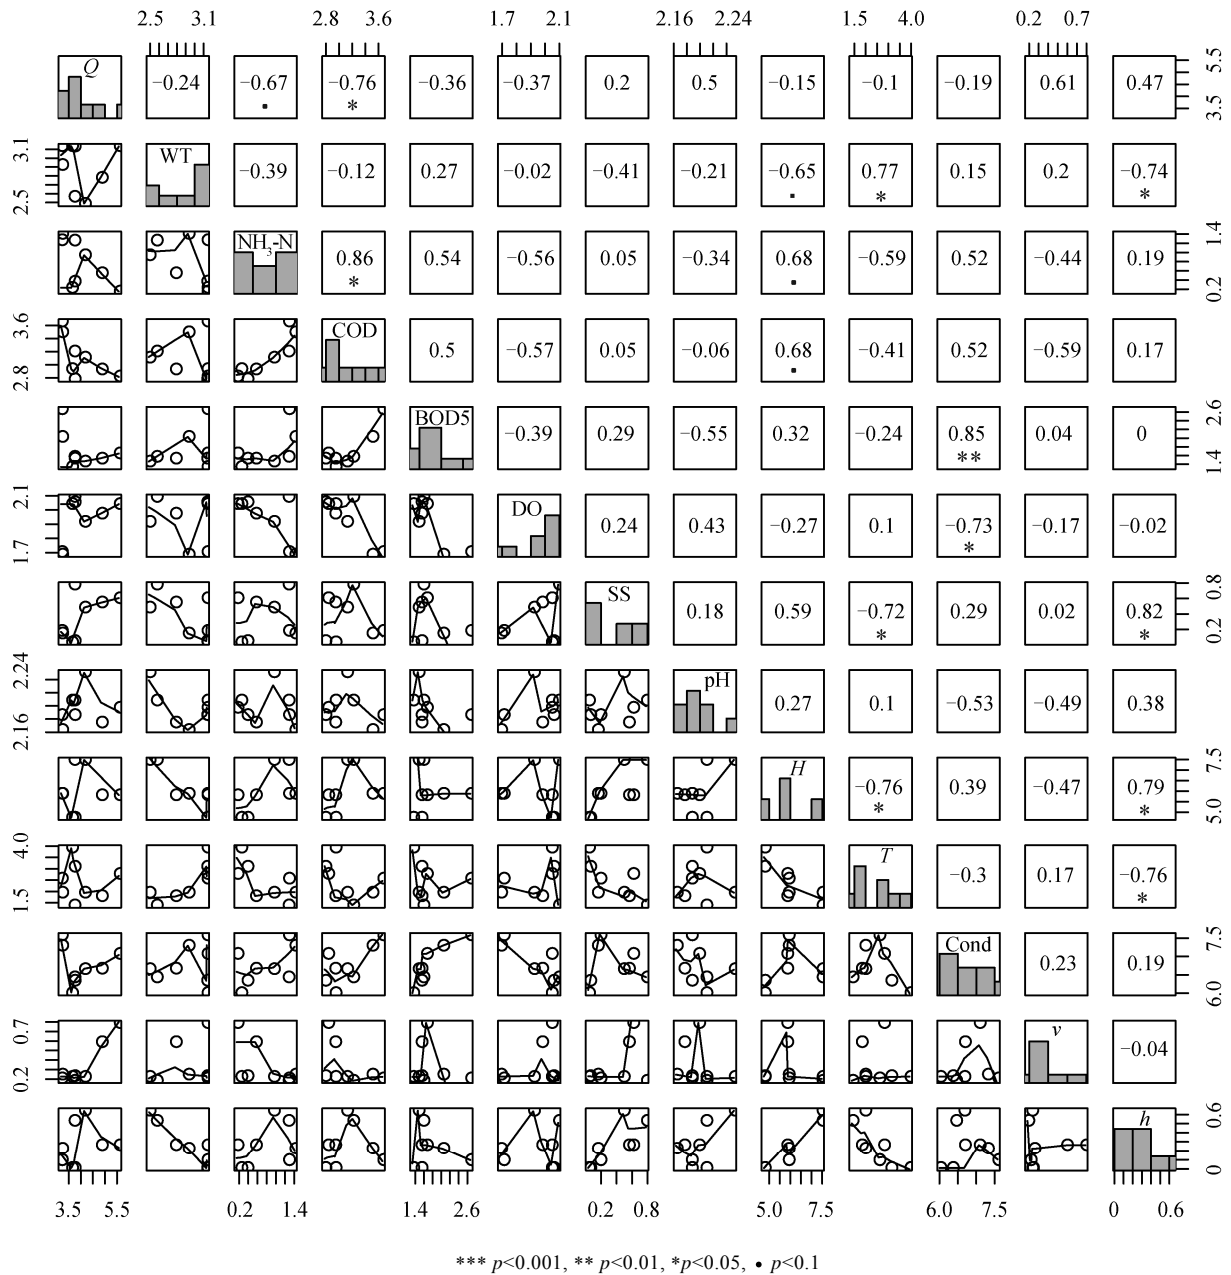 2.5 3.1 2.8 3.6 1.7 2.1 2.16 2.24 1.5 4.0 0.2 0.7
Q −0.24 −0.67 −0.76 −0.36 −0.37 0.2 0.5 −0.15 −0.1 −0.19 0.61 0.47 3.5 5.5
▪ *
2.5 3.1 WT −0.39 −0.12 0.27 −0.02 −0.41 −0.21 −0.65 0.77 0.15 0.2 −0.74
▪ * *
NH₃-N 0.86 0.54 −0.56 0.05 −0.34 0.68 −0.59 0.52 −0.44 0.19 0.2 1.4
* ▪
2.8 3.6 COD 0.5 −0.57 0.05 −0.06 0.68 −0.41 0.52 −0.59 0.17
▪
BOD5 −0.39 0.29 −0.55 0.32 −0.24 0.85 0.04 0 1.4 2.6
**
1.7 2.1 DO 0.24 0.43 −0.27 0.1 −0.73 −0.17 −0.02
*
SS 0.18 0.59 −0.72 0.29 0.02 0.82 0.2 0.8
* *
2.16 2.24 pH 0.27 0.1 −0.53 −0.49 0.38
H −0.76 0.39 −0.47 0.79 5.0 7.5
* *
1.5 4.0 T −0.3 0.17 −0.76
*
Cond 0.23 0.19 6.0 7.5
0.2 0.7 v −0.04
h 0 0.6
3.5 5.5 0.2 1.4 1.4 2.6 0.2 0.8 5.0 7.5 6.0 7.5 0 0.6
*** p<0.001, ** p<0.01, *p<0.05, • p<0.1